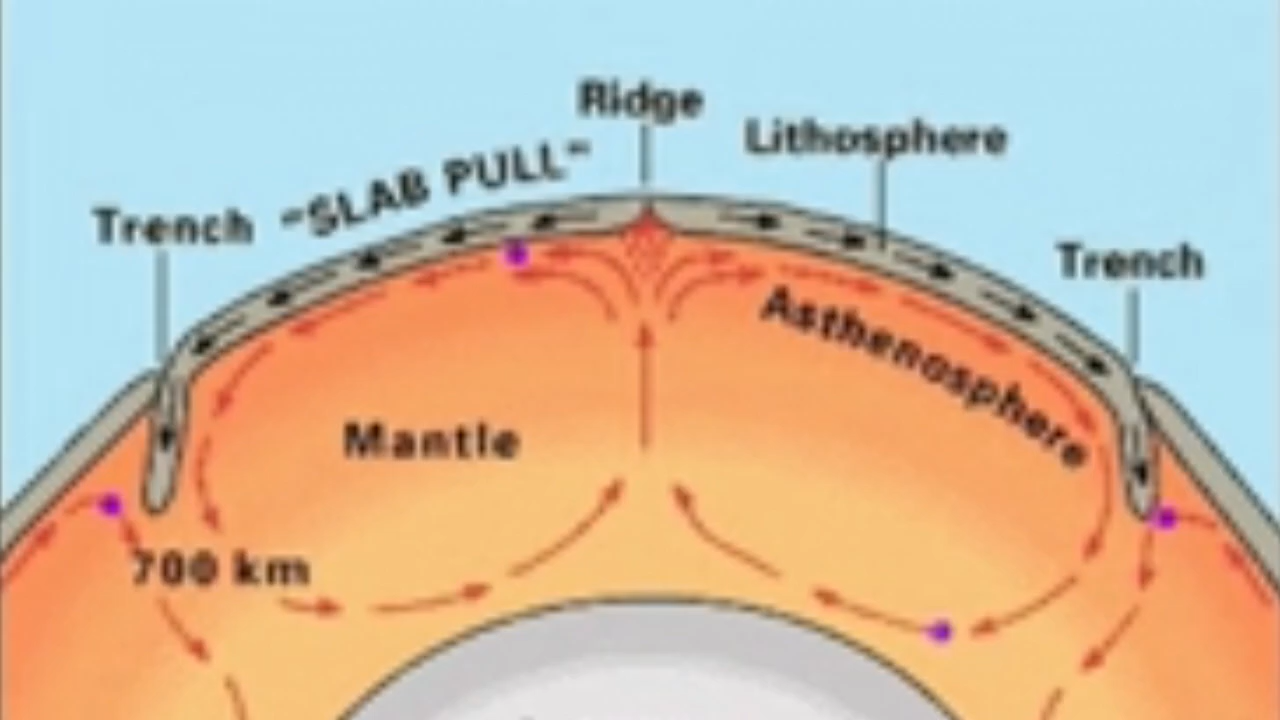 Ridge
Lithosphere
"SLAB PULL"
Trench
Trench
Asthenosphere
Mantle
700 km